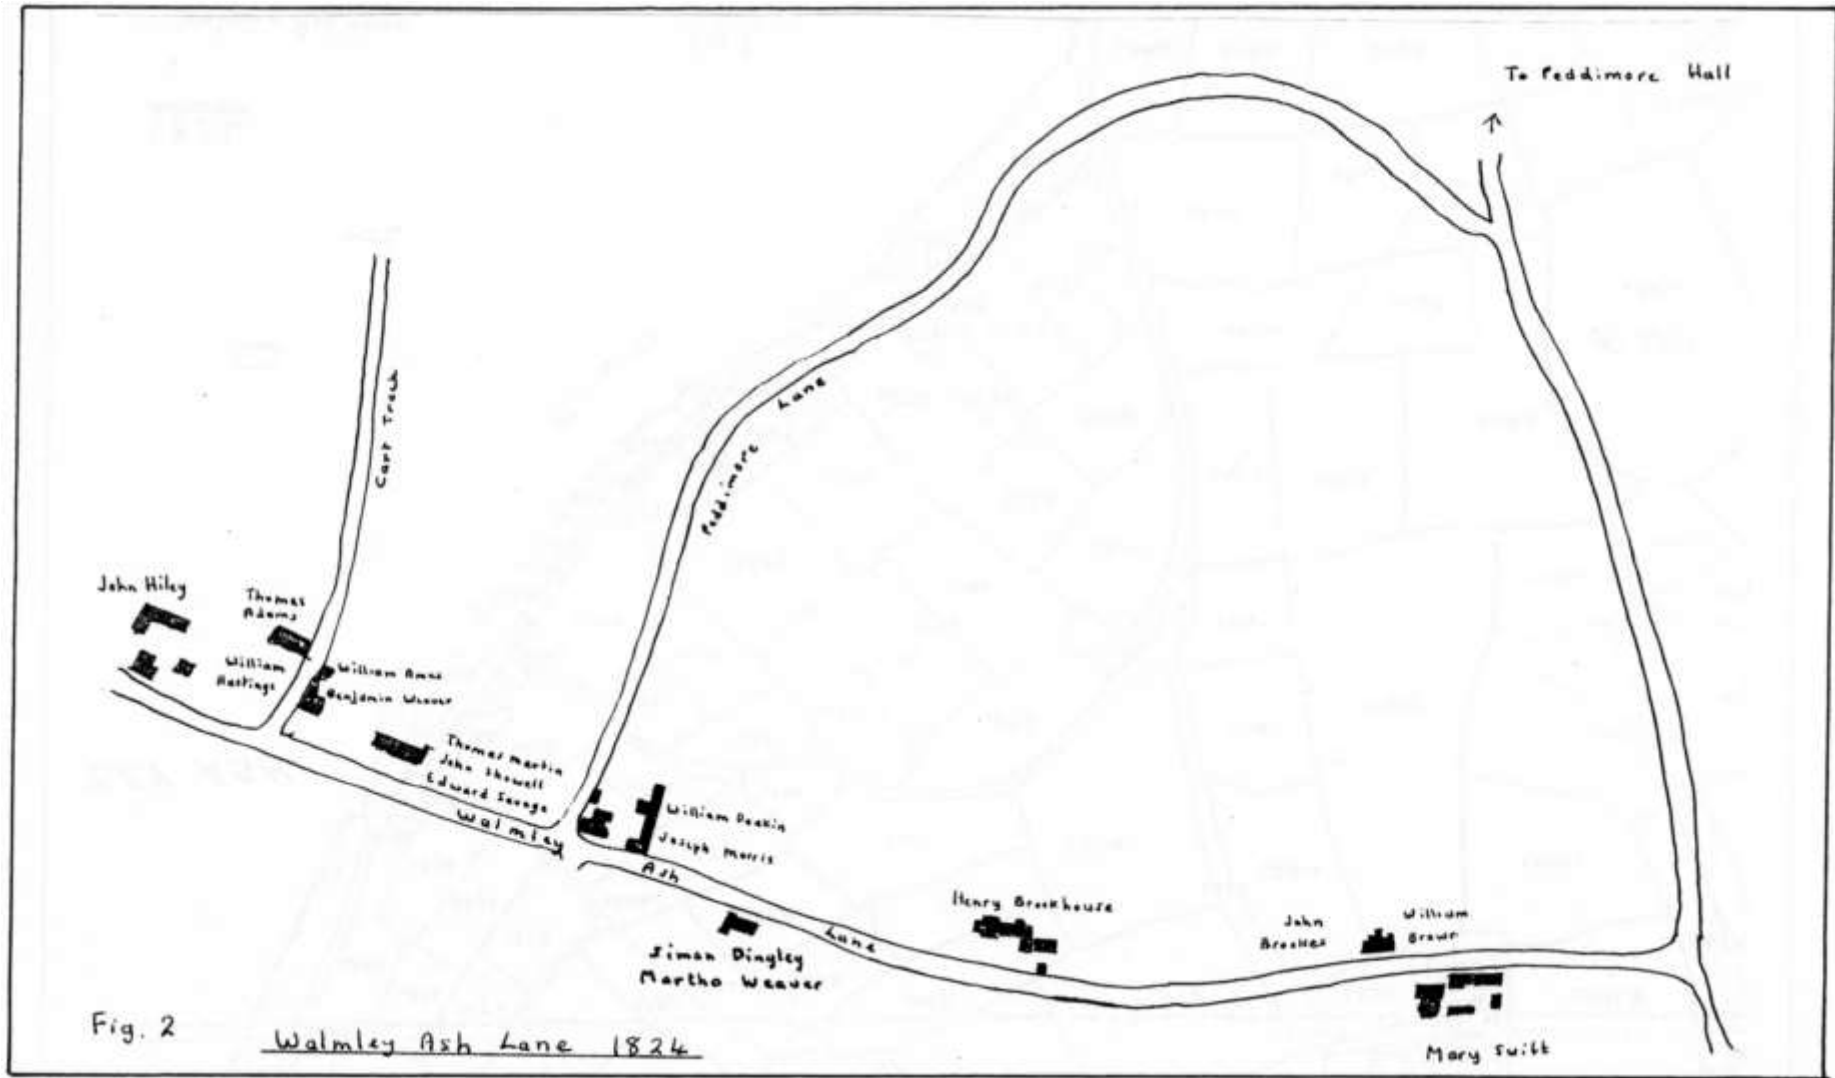 To Peddimore Hall
Cart Track
Peddimore Lane
John Hiley
Thomas
Adams
William
Hastings
William Amos
Benjamin Weaver
Thomas Martin
John Showell
Edward Savage
Walmley Ash Lane
William Deakin
Joseph Morris
Simon Dingley
Martha Weaver
Henry Brookhouse
John
Brookes
William
Brown
Mary Swift
Fig. 2
Walmley Ash Lane 1824